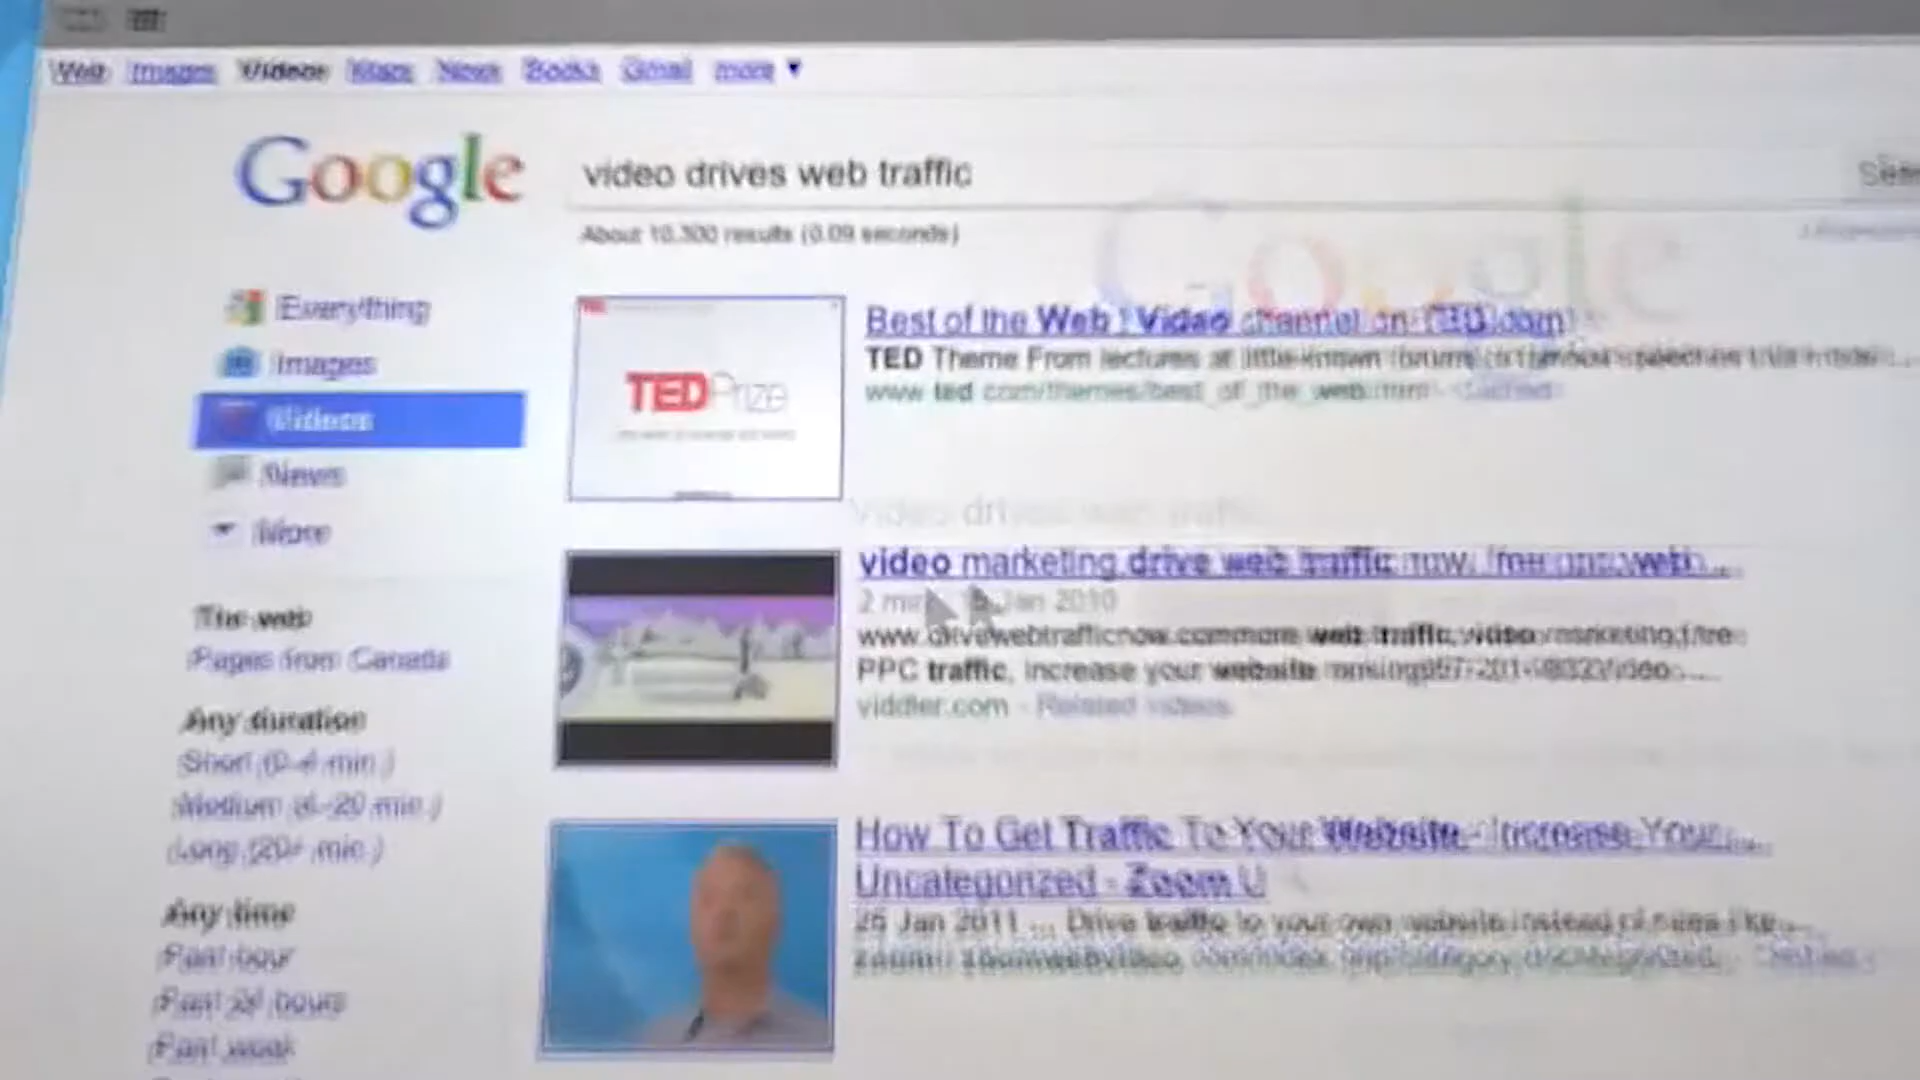 Web Images Videos Maps News Books Gmail more
Google
video drives web traffic
About 10,300 results (0.09 seconds)
Everything
Images
Videos
News
More
The web
Pages from Canada
Any duration
Short (0-4 min.)
Medium (4-20 min.)
Long (20+ min.)
Any time
Past hour
Past 24 hours
Past week
TEDPrize
Best of the Web | Video channel on TED.com
TED Theme From lectures at little-known forums
www.ted.com/themes/best_of_the_web.html - Cached
Google
video drives web traffic
video marketing drive web traffic now, web ...
2 min - Jan 2010
www.drivewebtrafficnow.com more web traffic, video marketing, free
PPC traffic, increase your website
viddler.com - Related videos
How To Get Traffic To Your Website - Increase Your ...
Uncategorized - Zoom U
25 Jan 2011 ... Drive traffic to your own website instead of sites like ...